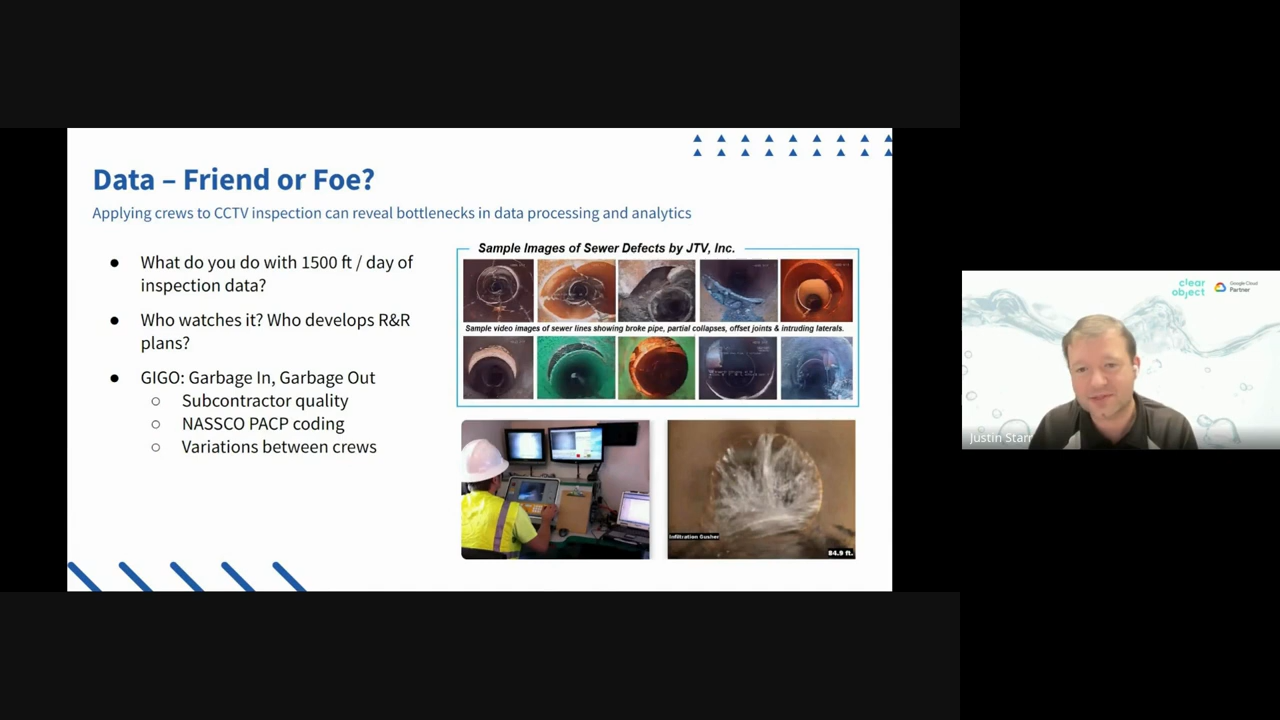 Data – Friend or Foe?
Applying crews to CCTV inspection can reveal bottlenecks in data processing and analytics
● What do you do with 1500 ft / day of
inspection data?
● Who watches it? Who develops R&R
plans?
● GIGO: Garbage In, Garbage Out
○ Subcontractor quality
○ NASSCO PACP coding
○ Variations between crews
Sample Images of Sewer Defects by JTV, Inc.
Sample video images of sewer lines showing broke pipe, partial collapses, offset joints & intruding laterals.
Infiltration Gusher
84.9 ft.
clear
object
Google Cloud
Partner
Justin Starr